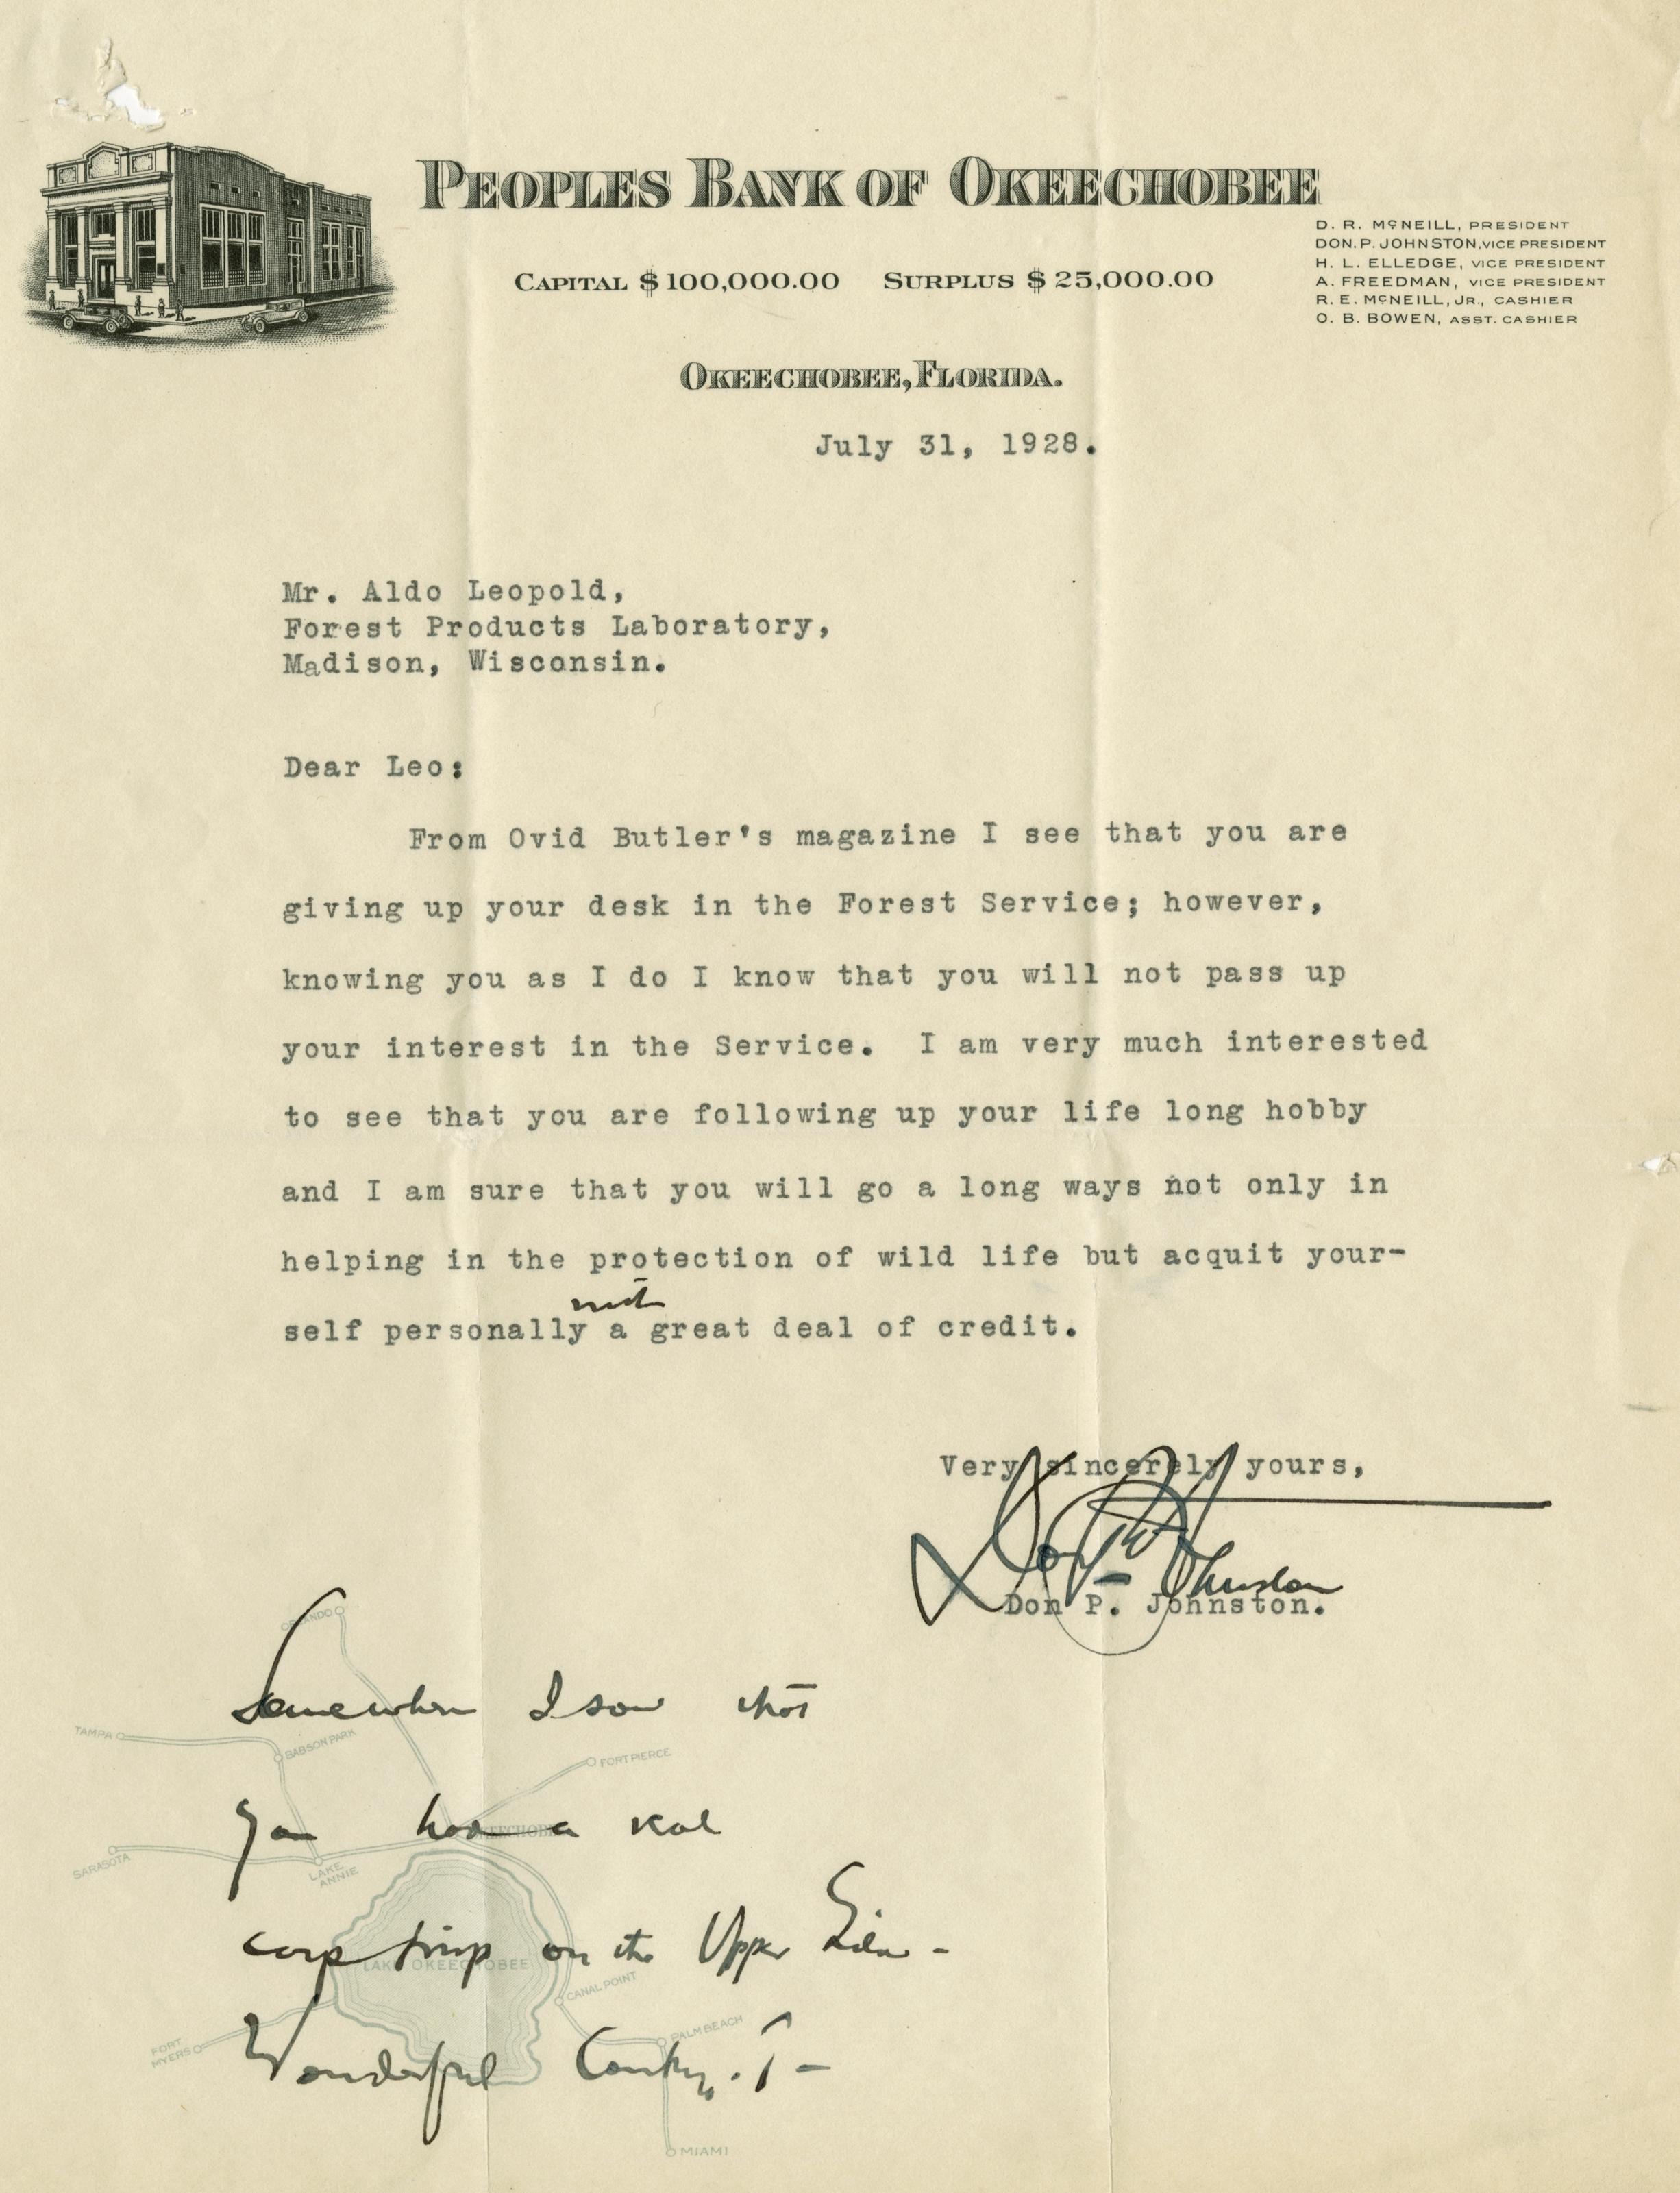 PEOPLES BANK OF OKEECHOBEE
D. R. McNEILL, PRESIDENT
DON. P. JOHNSTON, VICE PRESIDENT
H. L. ELLEDGE, VICE PRESIDENT
A. FREEDMAN, VICE PRESIDENT
R. E. McNEILL, JR., CASHIER
O. B. BOWEN, ASST. CASHIER
CAPITAL $100,000.00 SURPLUS $25,000.00
OKEECHOBEE, FLORIDA.
July 31, 1928.
Mr. Aldo Leopold,
Forest Products Laboratory,
Madison, Wisconsin.
Dear Leo:
From Ovid Butler's magazine I see that you are
giving up your desk in the Forest Service; however,
knowing you as I do I know that you will not pass up
your interest in the Service. I am very much interested
to see that you are following up your life long hobby
and I am sure that you will go a long ways not only in
helping in the protection of wild life but acquit your-
with
self personally a great deal of credit.
Very sincerely yours,
Don P. Johnston
Don P. Johnston.
Somewhere I saw that
you had a real
trip on the Upper Gila -
Wonderful Country.
ORLANDO
TAMPA
BABSON PARK
FORT PIERCE
OKEECHOBEE
SARASOTA
LAKE
ANNIE
LAKE OKEECHOBEE
CANAL POINT
FORT
MYERS
PALM BEACH
MIAMI